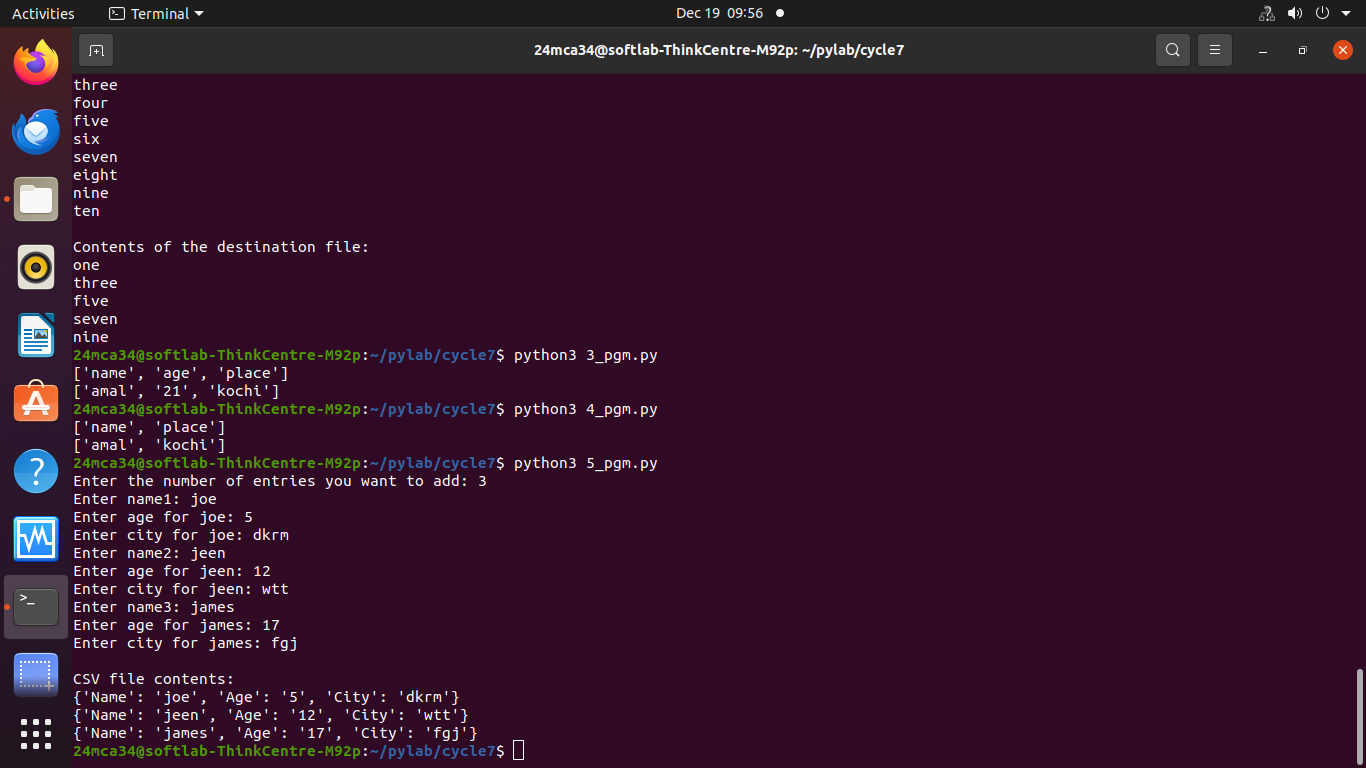 Activities Terminal Dec 19 09:56
24mca34@softlab-ThinkCentre-M92p: ~/pylab/cycle7
three
four
five
six
seven
eight
nine
ten
Contents of the destination file:
one
three
five
seven
nine
24mca34@softlab-ThinkCentre-M92p:~/pylab/cycle7$ python3 3_pgm.py
['name', 'age', 'place']
['amal', '21', 'kochi']
24mca34@softlab-ThinkCentre-M92p:~/pylab/cycle7$ python3 4_pgm.py
['name', 'place']
['amal', 'kochi']
24mca34@softlab-ThinkCentre-M92p:~/pylab/cycle7$ python3 5_pgm.py
Enter the number of entries you want to add: 3
Enter name1: joe
Enter age for joe: 5
Enter city for joe: dkrm
Enter name2: jeen
Enter age for jeen: 12
Enter city for jeen: wtt
Enter name3: james
Enter age for james: 17
Enter city for james: fgj
CSV file contents:
{'Name': 'joe', 'Age': '5', 'City': 'dkrm'}
{'Name': 'jeen', 'Age': '12', 'City': 'wtt'}
{'Name': 'james', 'Age': '17', 'City': 'fgj'}
24mca34@softlab-ThinkCentre-M92p:~/pylab/cycle7$